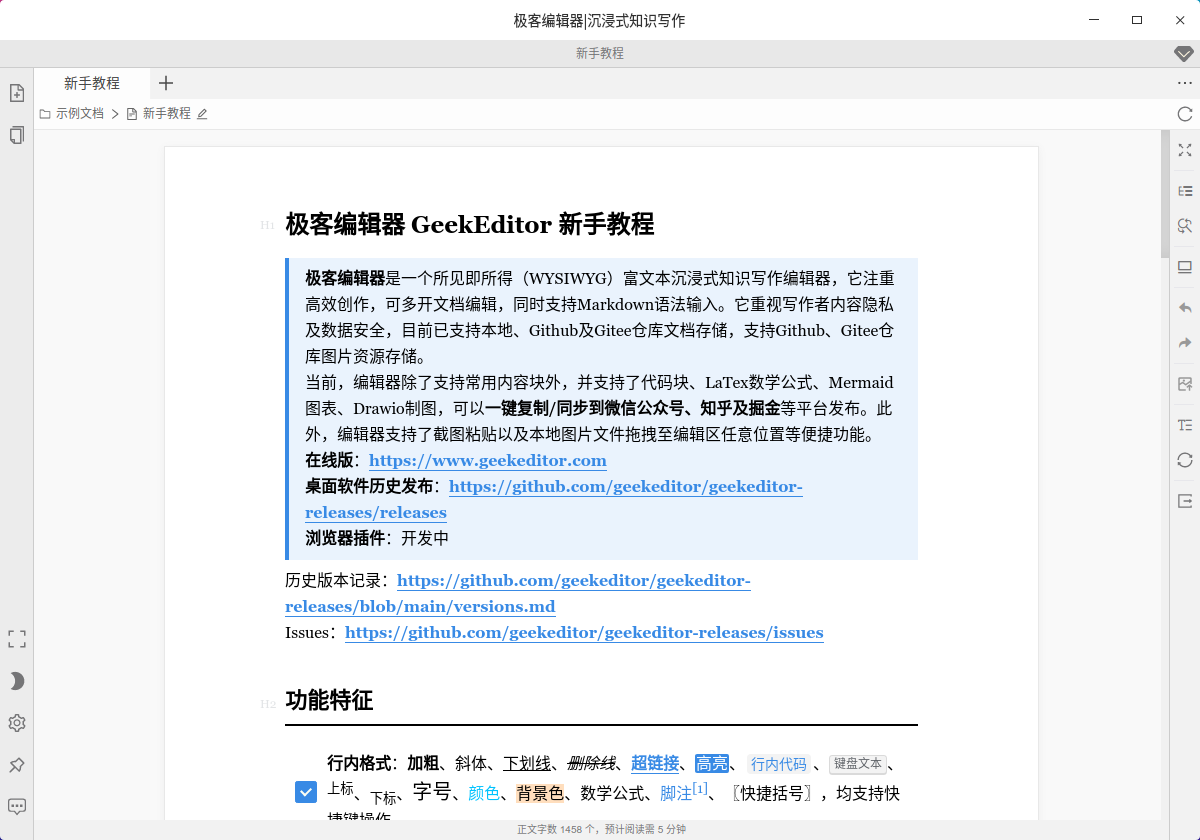 极客编辑器|沉浸式知识写作
新手教程
新手教程
示例文档 > 新手教程
H1 极客编辑器 GeekEditor 新手教程
极客编辑器是一个所见即所得（WYSIWYG）富文本沉浸式知识写作编辑器，它注重
高效创作，可多开文档编辑，同时支持Markdown语法输入。它重视写作者内容隐私
及数据安全，目前已支持本地、Github及Gitee仓库文档存储，支持Github、Gitee仓
库图片资源存储。
当前，编辑器除了支持常用内容块外，并支持了代码块、LaTex数学公式、Mermaid
图表、Drawio制图，可以一键复制/同步到微信公众号、知乎及掘金等平台发布。此
外，编辑器支持了截图粘贴以及本地图片文件拖拽至编辑区任意位置等便捷功能。
在线版：https://www.geekeditor.com
桌面软件历史发布：https://github.com/geekeditor/geekeditor-
releases/releases
浏览器插件：开发中
历史版本记录：https://github.com/geekeditor/geekeditor-
releases/blob/main/versions.md
Issues：https://github.com/geekeditor/geekeditor-releases/issues
H2 功能特征
行内格式：加粗、斜体、下划线、删除线、超链接、高亮、 行内代码 、 键盘文本 、
上标、下标、字号、颜色、背景色、数学公式、脚注[1]、〖快捷括号〗，均支持快
捷键操作
正文字数 1458 个，预计阅读需 5 分钟